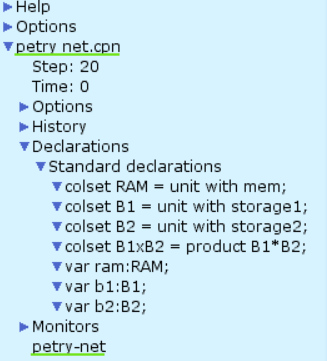 Help
Options
petry net.cpn
Step: 20
Time: 0
Options
History
Declarations
Standard declarations
colset RAM = unit with mem;
colset B1 = unit with storage1;
colset B2 = unit with storage2;
colset B1xB2 = product B1*B2;
var ram:RAM;
var b1:B1;
var b2:B2;
Monitors
petry-net